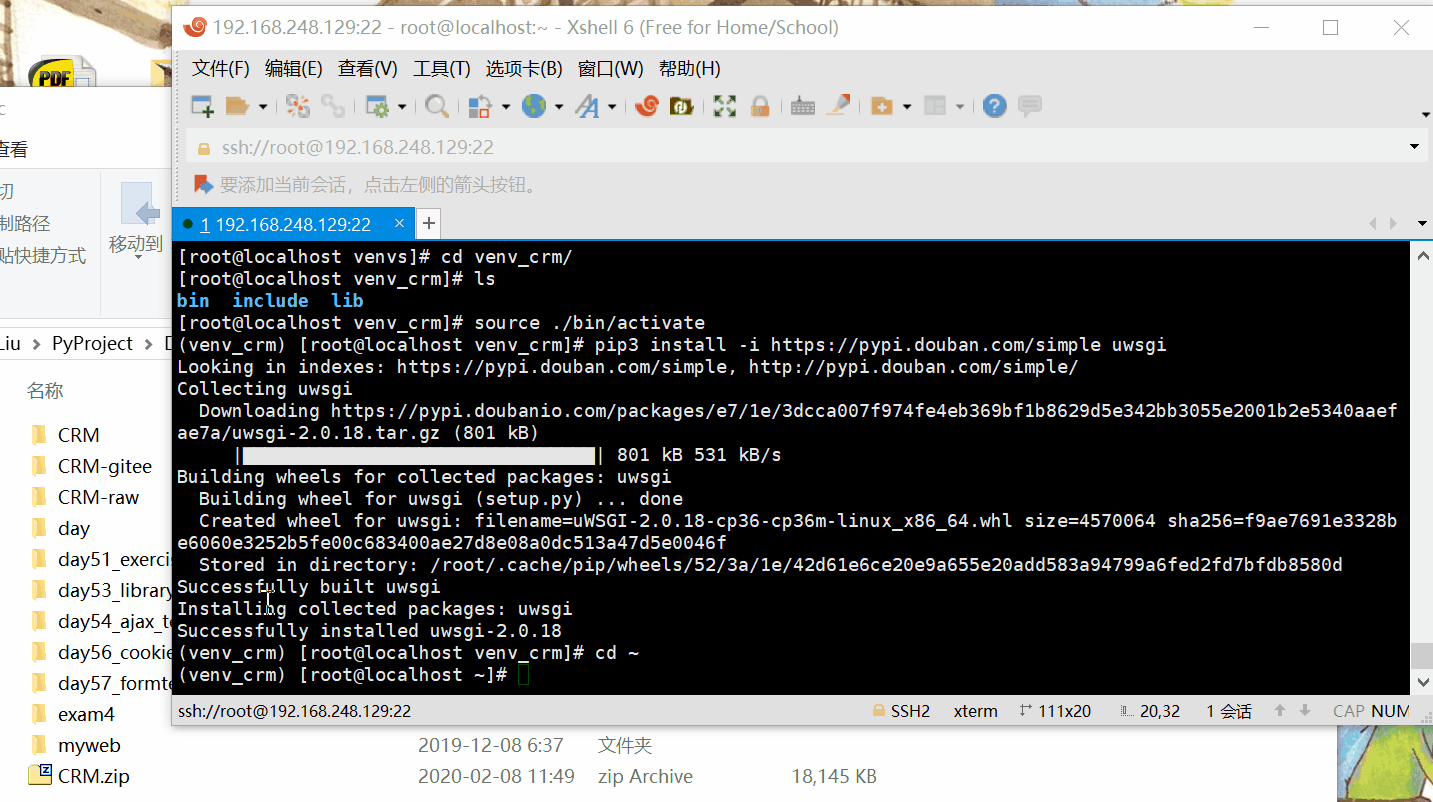 PDF
192.168.248.129:22 - root@localhost:~ - Xshell 6 (Free for Home/School)
文件(F) 编辑(E) 查看(V) 工具(T) 选项卡(B) 窗口(W) 帮助(H)
ssh://root@192.168.248.129:22
要添加当前会话，点击左侧的箭头按钮。
1 192.168.248.129:22
[root@localhost venvs]# cd venv_crm/
[root@localhost venv_crm]# ls
bin include lib
[root@localhost venv_crm]# source ./bin/activate
(venv_crm) [root@localhost venv_crm]# pip3 install -i https://pypi.douban.com/simple uwsgi
Looking in indexes: https://pypi.douban.com/simple, http://pypi.douban.com/simple/
Collecting uwsgi
Downloading https://pypi.doubanio.com/packages/e7/1e/3dcca007f974fe4eb369bf1b8629d5e342bb3055e2001b2e5340aaef
ae7a/uwsgi-2.0.18.tar.gz (801 kB)
|████████████████████████████████| 801 kB 531 kB/s
Building wheels for collected packages: uwsgi
Building wheel for uwsgi (setup.py) ... done
Created wheel for uwsgi: filename=uWSGI-2.0.18-cp36-cp36m-linux_x86_64.whl size=4570064 sha256=f9ae7691e3328b
e6060e3252b5fe00c683400ae27d8e08a0dc513a47d5e0046f
Stored in directory: /root/.cache/pip/wheels/52/3a/1e/42d61e6ce20e9a655e20add583a94799a6fed2fd7bfdb8580d
Successfully built uwsgi
Installing collected packages: uwsgi
Successfully installed uwsgi-2.0.18
(venv_crm) [root@localhost venv_crm]# cd ~
(venv_crm) [root@localhost ~]#
ssh://root@192.168.248.129:22 SSH2 xterm 111x20 20,32 1 会话 CAP NUM
查看
切
制路径
贴快捷方式
移动到
Liu > PyProject > D
名称
CRM
CRM-gitee
CRM-raw
day
day51_exercis
day53_library
day54_ajax_te
day56_cookie
day57_formte
exam4
myweb 2019-12-08 6:37 文件夹
CRM.zip 2020-02-08 11:49 zip Archive 18,145 KB